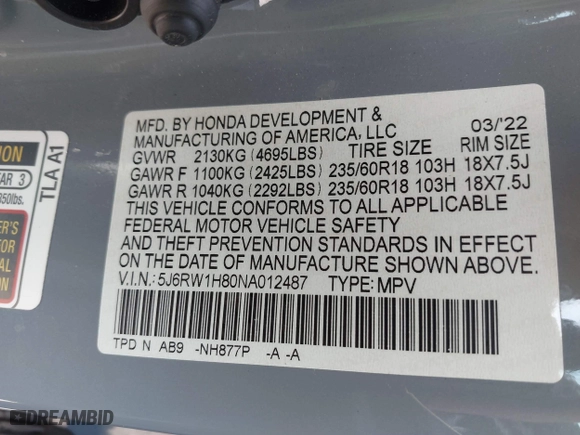 MFD. BY HONDA DEVELOPMENT &
MANUFACTURING OF AMERICA, LLC 03/'22
GVWR 2130KG (4695LBS) TIRE SIZE RIM SIZE
GAWR F 1100KG (2425LBS) 235/60R18 103H 18X7.5J
GAWR R 1040KG (2292LBS) 235/60R18 103H 18X7.5J
THIS VEHICLE CONFORMS TO ALL APPLICABLE
FEDERAL MOTOR VEHICLE SAFETY
AND THEFT PREVENTION STANDARDS IN EFFECT
ON THE DATE OF MANUFACTURE SHOWN ABOVE.
V.I.N.: 5J6RW1H80NA012487 TYPE: MPV
TPD N AB9 -NH877P -A -A
TLA A1
3
DREAMBID